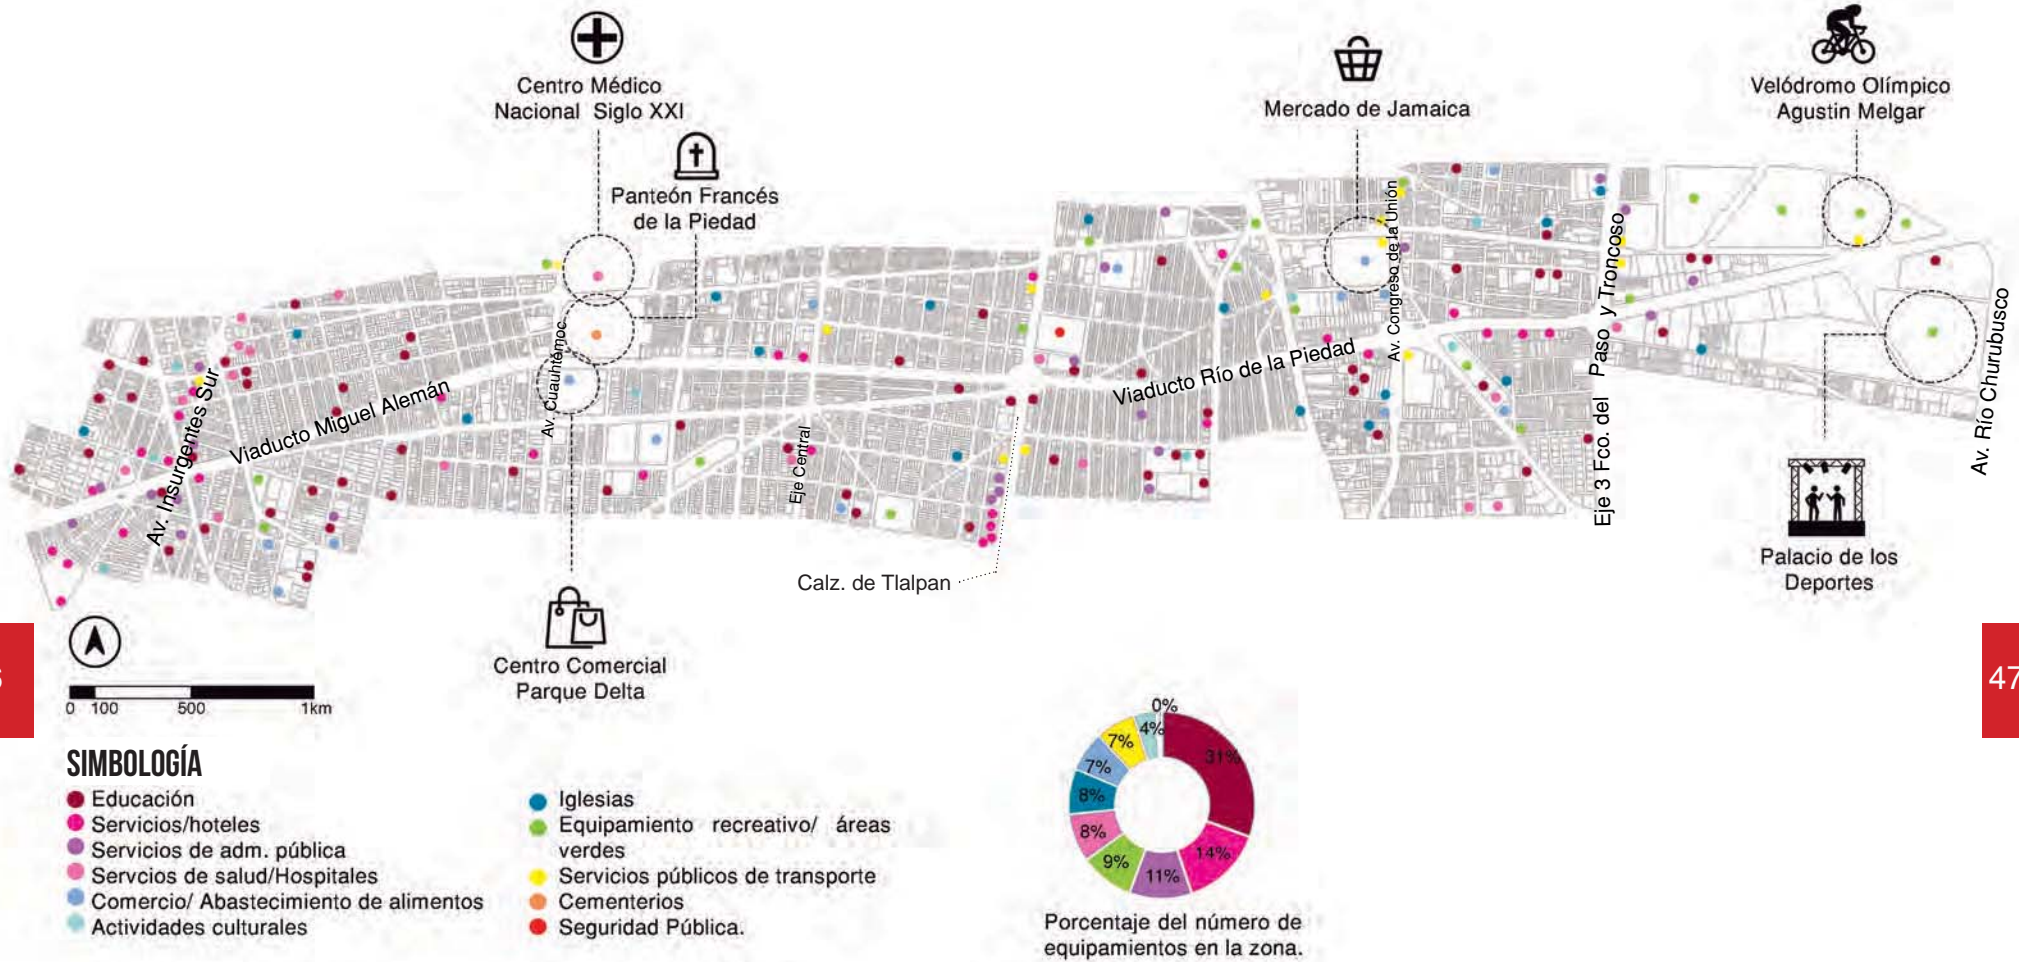 Centro Médico
Nacional Siglo XXI
Panteón Francés
de la Piedad
Mercado de Jamaica
Velódromo Olímpico
Agustin Melgar
Av. Insurgentes Sur
Viaducto Miguel Alemán
Av. Cuauhtémoc
Eje Central
Calz. de Tlalpan
Viaducto Río de la Piedad
Av. Congreso de la Unión
Eje 3 Fco. del Paso y Troncoso
Av. Río Churubusco
Palacio de los
Deportes
Centro Comercial
Parque Delta
47
0 100 500 1km
SIMBOLOGÍA
Educación
Servicios/hoteles
Servicios de adm. pública
Servcios de salud/Hospitales
Comercio/ Abastecimiento de alimentos
Actividades culturales
Iglesias
Equipamiento recreativo/ áreas
verdes
Servicios públicos de transporte
Cementerios
Seguridad Pública.
0%
4%
7%
7%
8%
8%
9%
11%
14%
31%
Porcentaje del número de
equipamientos en la zona.